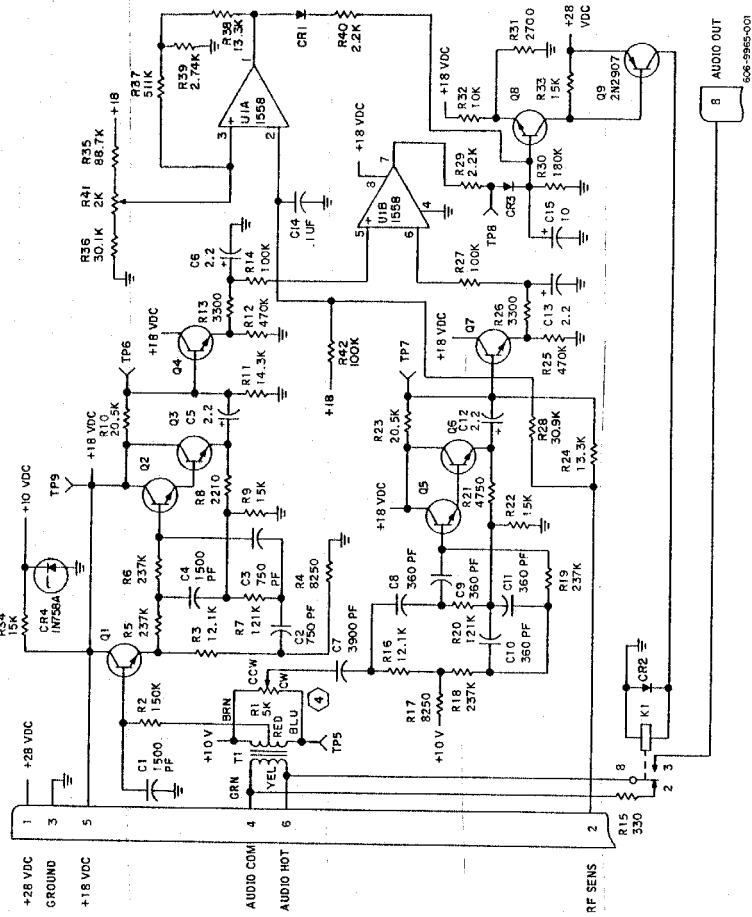 +28 VDC
GROUND
+18 VDC
AUDIO COM
AUDIO HOT
RF SENS
1
3
5
4
6
2
+28 VDC
R34
15K
+10 VDC
CR4
1N758A
TP9
+18 VDC
Q1
R5
237K
R6
237K
Q2
Q3
R10
20.5K
TP6
C1
1500
PF
R2
150K
C4
1500
PF
R3
12.1K
R7
121K
C3
750
PF
C2
750 PF
R4
8250
R8
2210
R9
15K
C5
2.2
R11
14.3K
+18 VDC
Q4
R13
3300
R12
470K
C6
2.2
R14
100K
R36
30.1K
R41
2K
R35
88.7K
+18
R37
511K
R39
2.74K
R38
13.3K
3
+
2
U1A
1558
1
CR1
R40
2.2K
C14
.1UF
R42
100K
+18
+10 V
BRN
GRN
YEL
T1
RED
BLU
R1
5K
CCW
CW
4
TP5
C7
3900 PF
R16
12.1K
R17
8250
+10 V
R18
237K
C8
360 PF
C9
360 PF
R20
121K
C10
360 PF
C11
360 PF
R19
237K
+18 VDC
Q5
Q6
R23
20.5K
TP7
R21
4750
R22
15K
C12
2.2
R28
30.9K
R24
13.3K
+18 VDC
Q7
R26
3300
R25
470K
C13
2.2
R27
100K
5
+
6
U1B
1558
8
+18 VDC
7
4
R29
2.2K
TP8
CR3
C15
10
R30
180K
+18 VDC
R32
10K
Q8
R31
2700
R33
15K
+28
VDC
Q9
2N2907
R15
330
8
2
3
K1
CR2
8
AUDIO OUT
606-9965-001